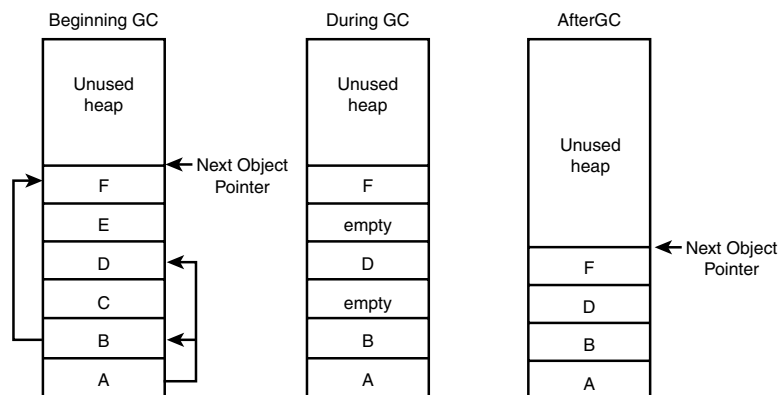 Beginning GC
Unused
heap
Next Object
Pointer
F
E
D
C
B
A
During GC
Unused
heap
F
empty
D
empty
B
A
AfterGC
Unused
heap
Next Object
Pointer
F
D
B
A